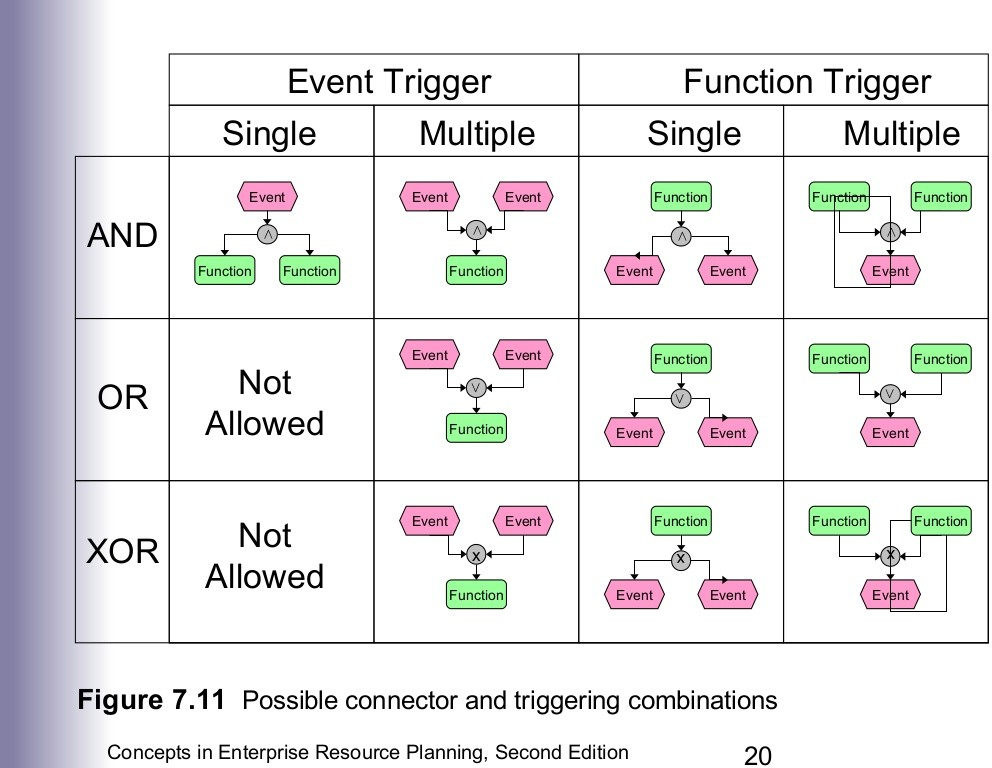 Event Trigger Function Trigger
Single Multiple Single Multiple
AND
Event
∧
Function Function
Event Event
∧
Function
Function
∧
Event Event
Function Function
∧
Event
OR
Not
Allowed
Event Event
∨
Function
Function
∨
Event Event
Function Function
∨
Event
XOR
Not
Allowed
Event Event
X
Function
Function
X
Event Event
Function Function
X
Event
Figure 7.11 Possible connector and triggering combinations
Concepts in Enterprise Resource Planning, Second Edition 20